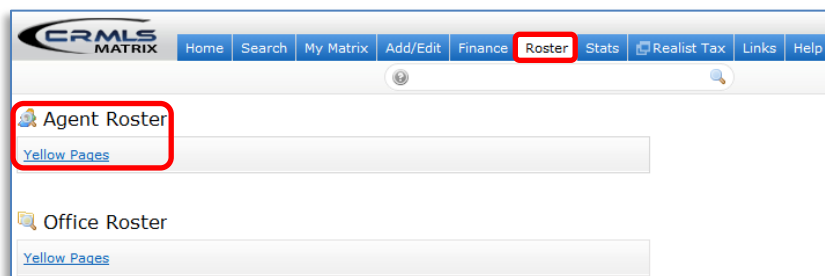 CRMLS
MATRIX
Home Search My Matrix Add/Edit Finance Roster Stats Realist Tax Links Help
Agent Roster
Yellow Pages
Office Roster
Yellow Pages